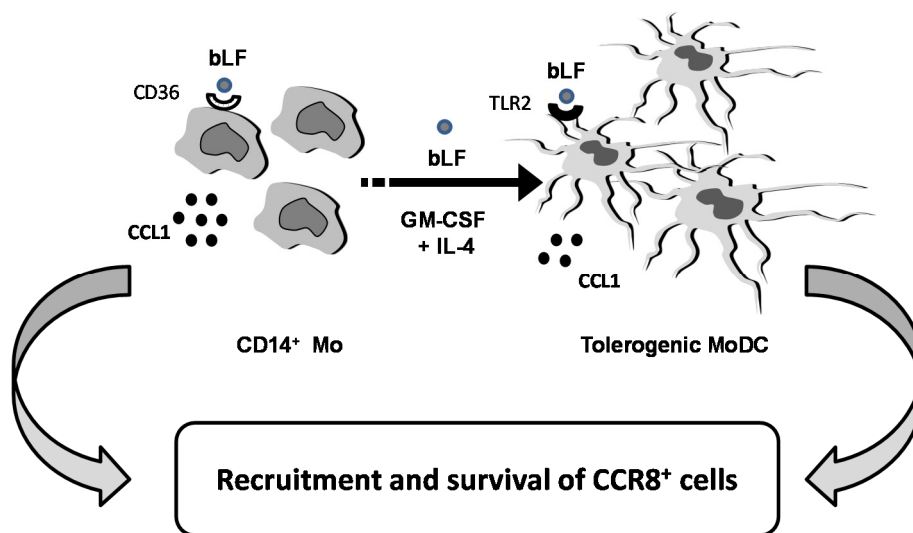 bLF
CD36
CCL1
CD14⁺ Mo
bLF
GM-CSF
+ IL-4
bLF
TLR2
CCL1
Tolerogenic MoDC
Recruitment and survival of CCR8⁺ cells